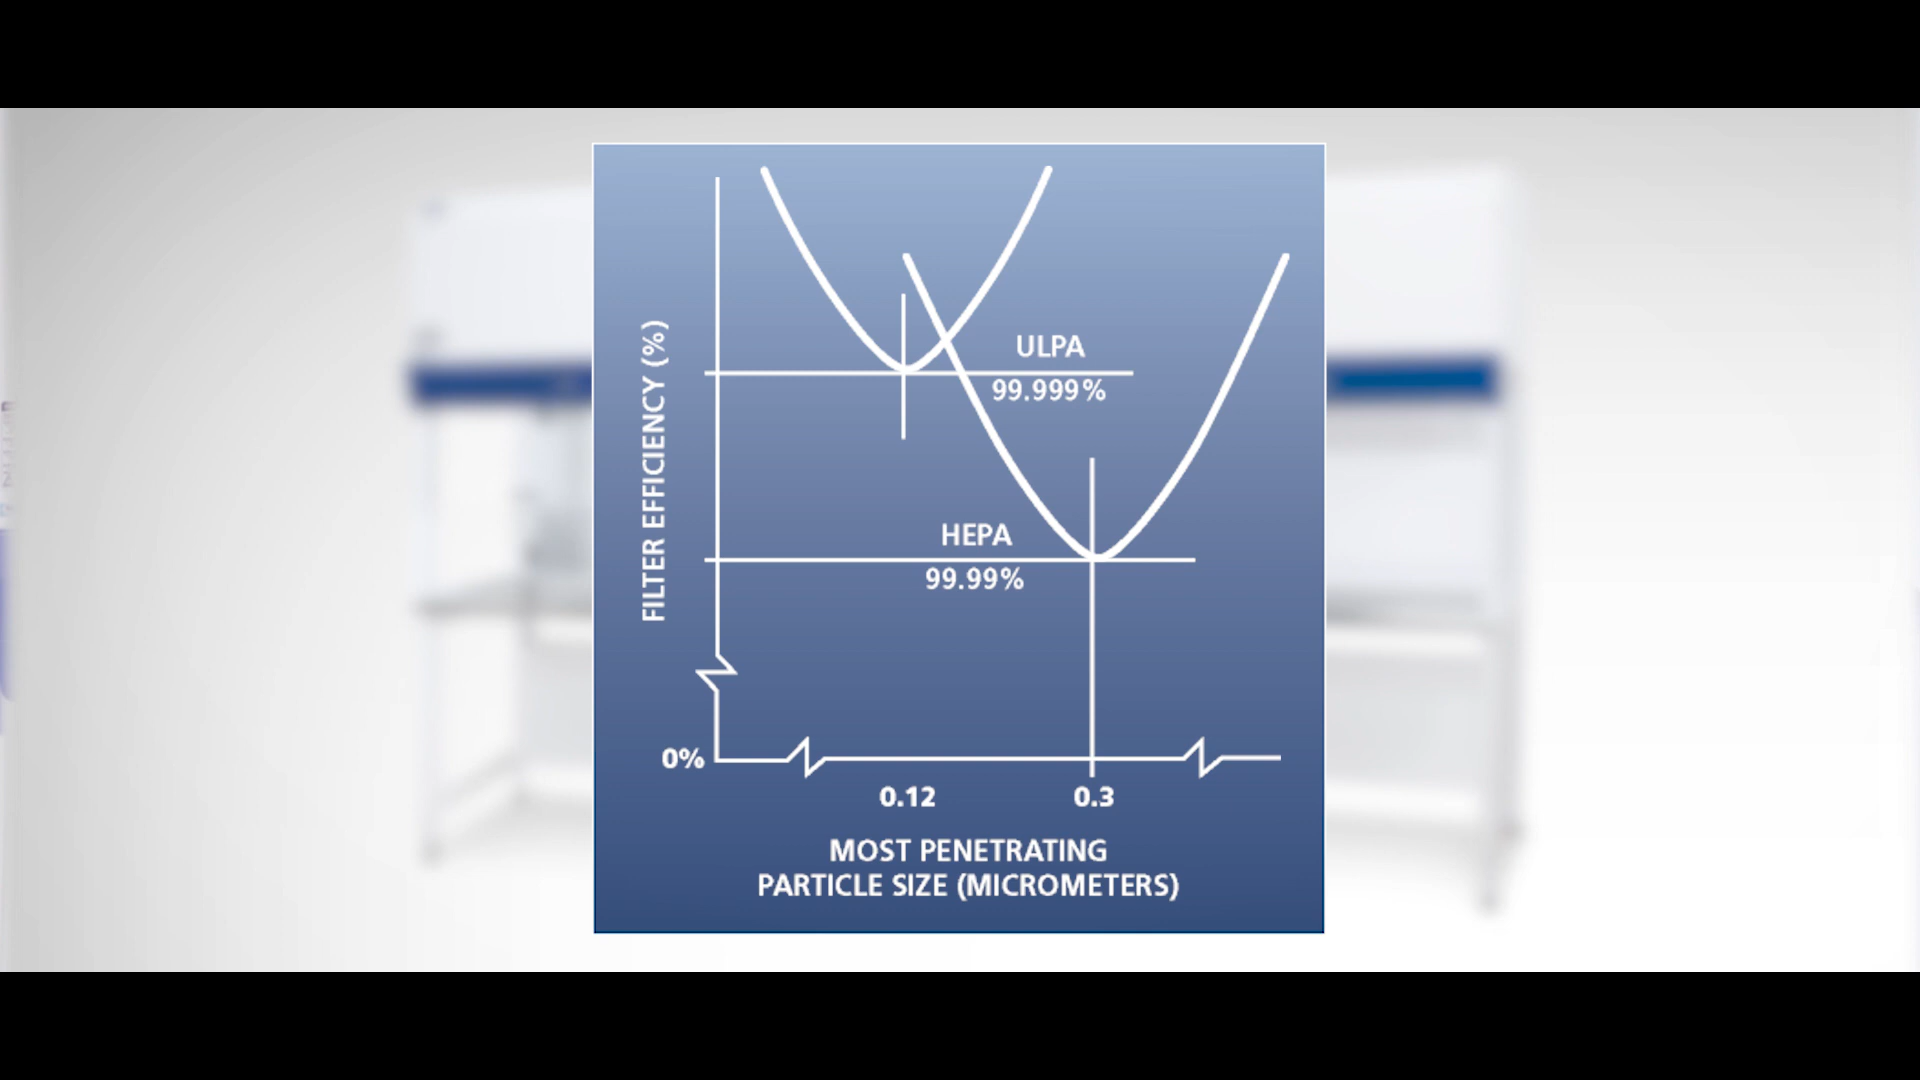 FILTER EFFICIENCY (%)
ULPA
99.999%
HEPA
99.99%
0%
0.12
0.3
MOST PENETRATING
PARTICLE SIZE (MICROMETERS)